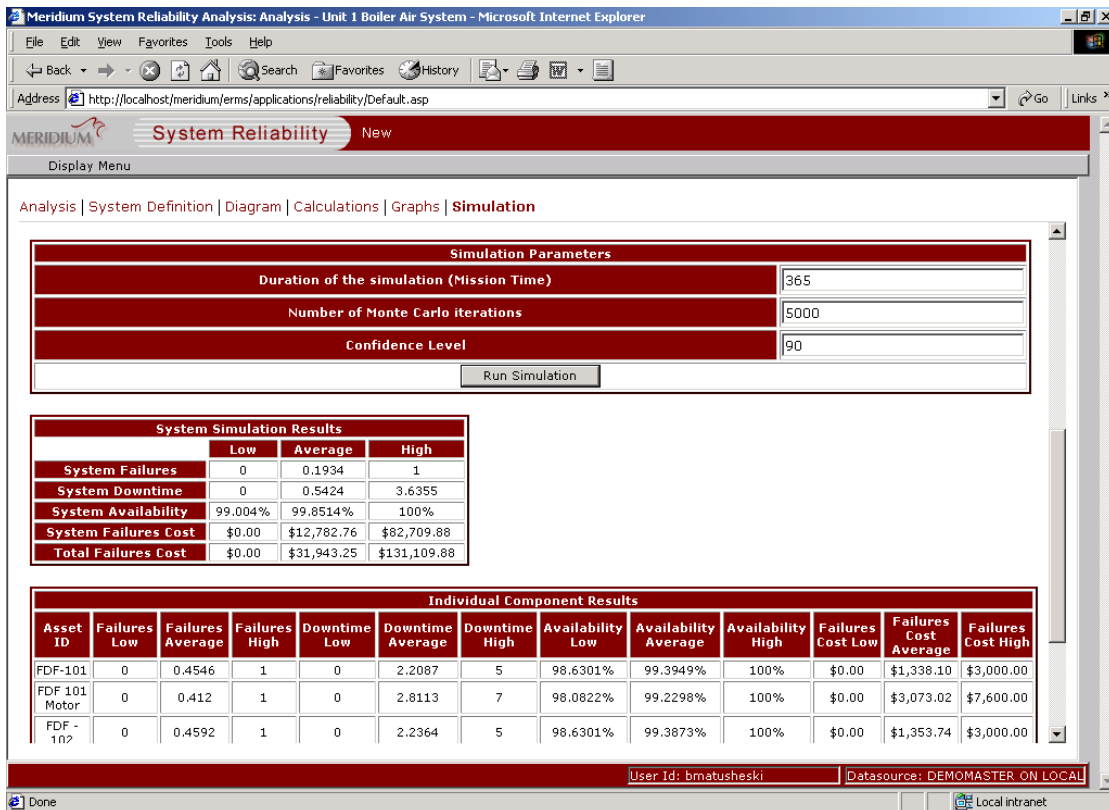 Meridium System Reliability Analysis: Analysis - Unit 1 Boiler Air System - Microsoft Internet Explorer
File Edit View Favorites Tools Help
Back Search Favorites History
Address http://localhost/meridium/erms/applications/reliability/Default.asp Go Links »
MERIDIUM System Reliability New
Display Menu
Analysis | System Definition | Diagram | Calculations | Graphs | Simulation
Simulation Parameters
Duration of the simulation (Mission Time) 365
Number of Monte Carlo iterations 5000
Confidence Level 90
Run Simulation
System Simulation Results
Low Average High
System Failures 0 0.1934 1
System Downtime 0 0.5424 3.6355
System Availability 99.004% 99.8514% 100%
System Failures Cost $0.00 $12,782.76 $82,709.88
Total Failures Cost $0.00 $31,943.25 $131,109.88
Individual Component Results
Asset ID Failures Low Failures Average Failures High Downtime Low Downtime Average Downtime High Availability Low Availability Average Availability High Failures Cost Low Failures Cost Average Failures Cost High
FDF-101 0 0.4546 1 0 2.2087 5 98.6301% 99.3949% 100% $0.00 $1,338.10 $3,000.00
FDF 101 Motor 0 0.412 1 0 2.8113 7 98.0822% 99.2298% 100% $0.00 $3,073.02 $7,600.00
FDF - 102 0 0.4592 1 0 2.2364 5 98.6301% 99.3873% 100% $0.00 $1,353.74 $3,000.00
User Id: bmatusheski Datasource: DEMOMASTER ON LOCAL
Done Local intranet